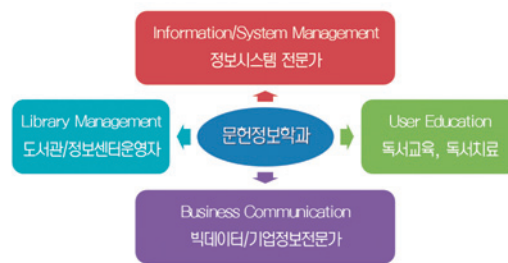 Information/System Management
정보시스템 전문가
Library Management
도서관/정보센터운영자
문헌정보학과
User Education
독서교육, 독서치료
Business Communication
빅데이터/기업정보전문가